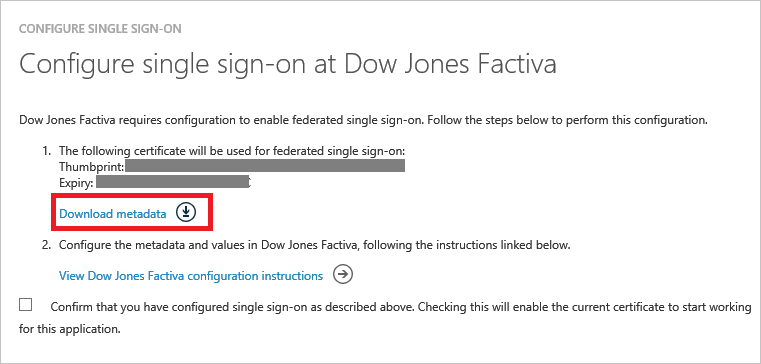 CONFIGURE SINGLE SIGN-ON
Configure single sign-on at Dow Jones Factiva
Dow Jones Factiva requires configuration to enable federated single sign-on. Follow the steps below to perform this configuration.
1. The following certificate will be used for federated single sign-on:
Thumbprint:
Expiry:
Download metadata
2. Configure the metadata and values in Dow Jones Factiva, following the instructions linked below.
View Dow Jones Factiva configuration instructions
Confirm that you have configured single sign-on as described above. Checking this will enable the current certificate to start working
for this application.